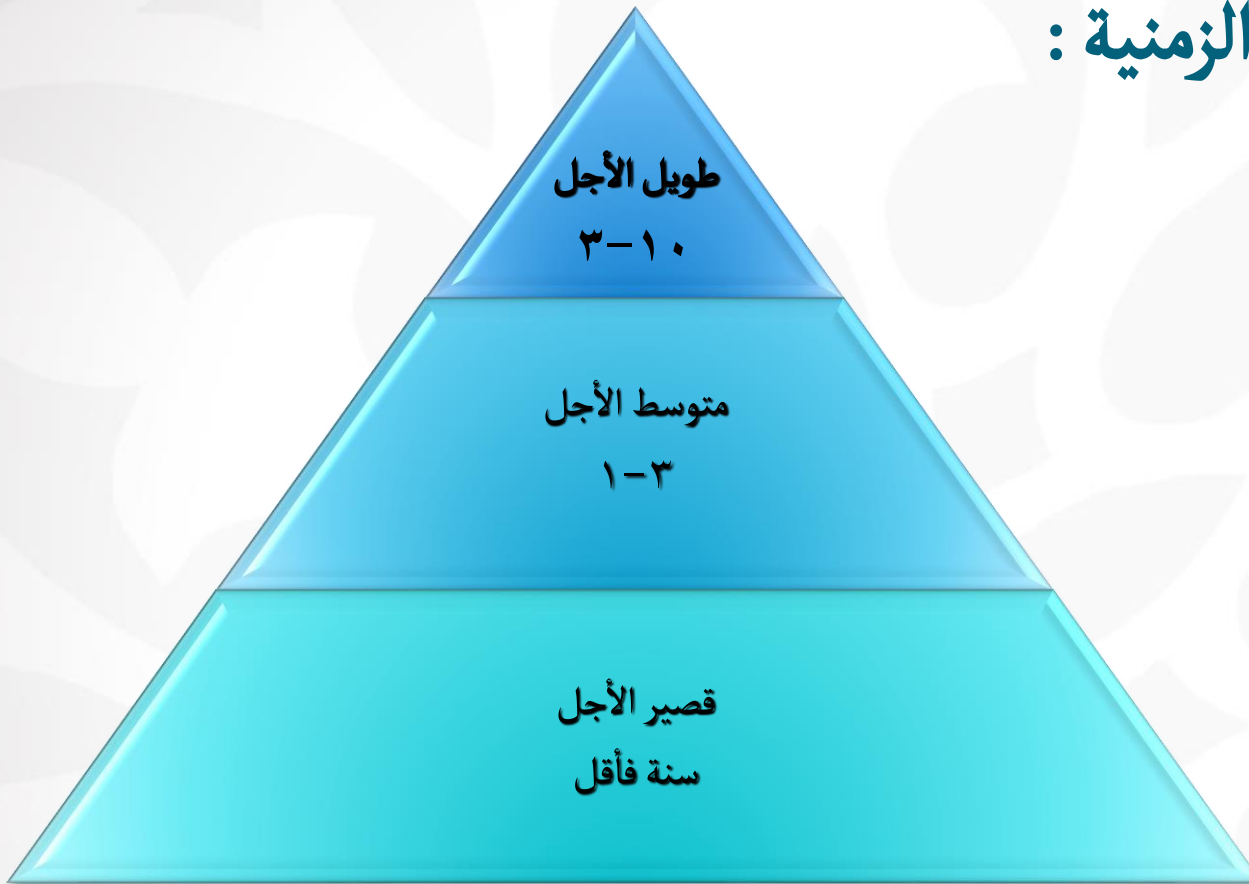 الزمنية :
طويل الأجل
٣-١٠
متوسط الأجل
١-٣
قصير الأجل
سنة فأقل